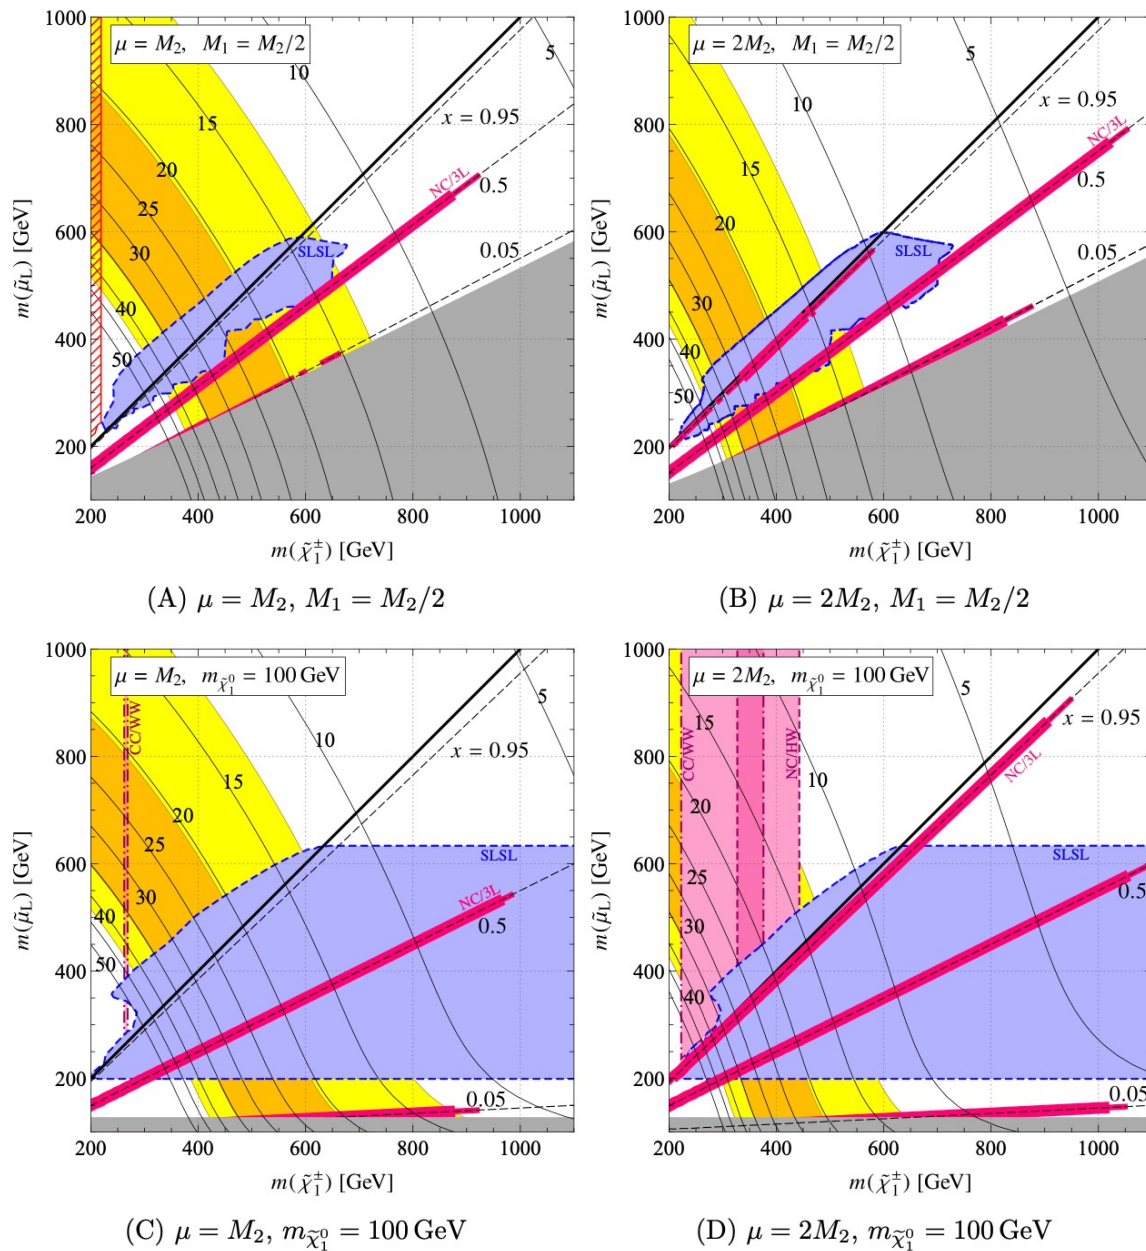 μ = M₂, M₁ = M₂/2
1000
800
600
400
200
m(μ̃_L) [GeV]
10
15
20
25
30
40
50
x = 0.95
NC/3L
0.5
0.05
SLSL
200 400 600 800 1000
m(χ̃₁^±) [GeV]
(A) μ = M₂, M₁ = M₂/2
μ = 2M₂, M₁ = M₂/2
1000
800
600
400
200
m(μ̃_L) [GeV]
5
10
15
20
30
40
50
x = 0.95
NC/3L
0.5
0.05
SLSL
200 400 600 800 1000
m(χ̃₁^±) [GeV]
(B) μ = 2M₂, M₁ = M₂/2
μ = M₂, m_χ̃₁⁰ = 100 GeV
1000
800
600
400
200
m(μ̃_L) [GeV]
CC/WW
5
10
15
20
25
30
40
50
x = 0.95
SLSL
NC/3L
0.5
0.05
200 400 600 800 1000
m(χ̃₁^±) [GeV]
(C) μ = M₂, m_χ̃₁⁰ = 100 GeV
μ = 2M₂, m_χ̃₁⁰ = 100 GeV
1000
800
600
400
200
m(μ̃_L) [GeV]
CC/WW
NC/HW
5
10
15
20
25
30
40
x = 0.95
NC/3L
SLSL
0.5
0.05
200 400 600 800 1000
m(χ̃₁^±) [GeV]
(D) μ = 2M₂, m_χ̃₁⁰ = 100 GeV